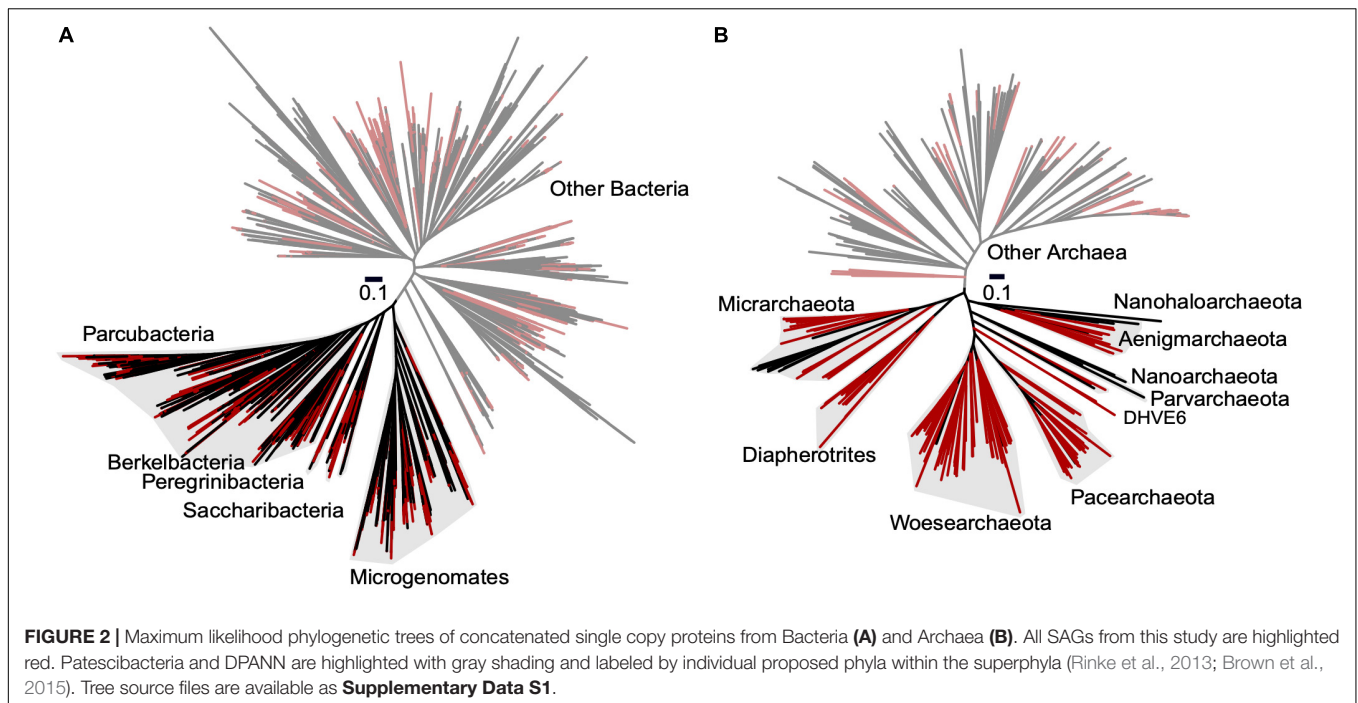 A
B
Other Bacteria
0.1
Parcubacteria
Berkelbacteria
Peregrinibacteria
Saccharibacteria
Microgenomates
Other Archaea
0.1
Micrarchaeota
Nanohaloarchaeota
Aenigmarchaeota
Nanoarchaeota
Parvarchaeota
DHVE6
Diapherotrites
Pacearchaeota
Woesearchaeota
FIGURE 2 | Maximum likelihood phylogenetic trees of concatenated single copy proteins from Bacteria (A) and Archaea (B). All SAGs from this study are highlighted
red. Patescibacteria and DPANN are highlighted with gray shading and labeled by individual proposed phyla within the superphyla (Rinke et al., 2013; Brown et al.,
2015). Tree source files are available as Supplementary Data S1.